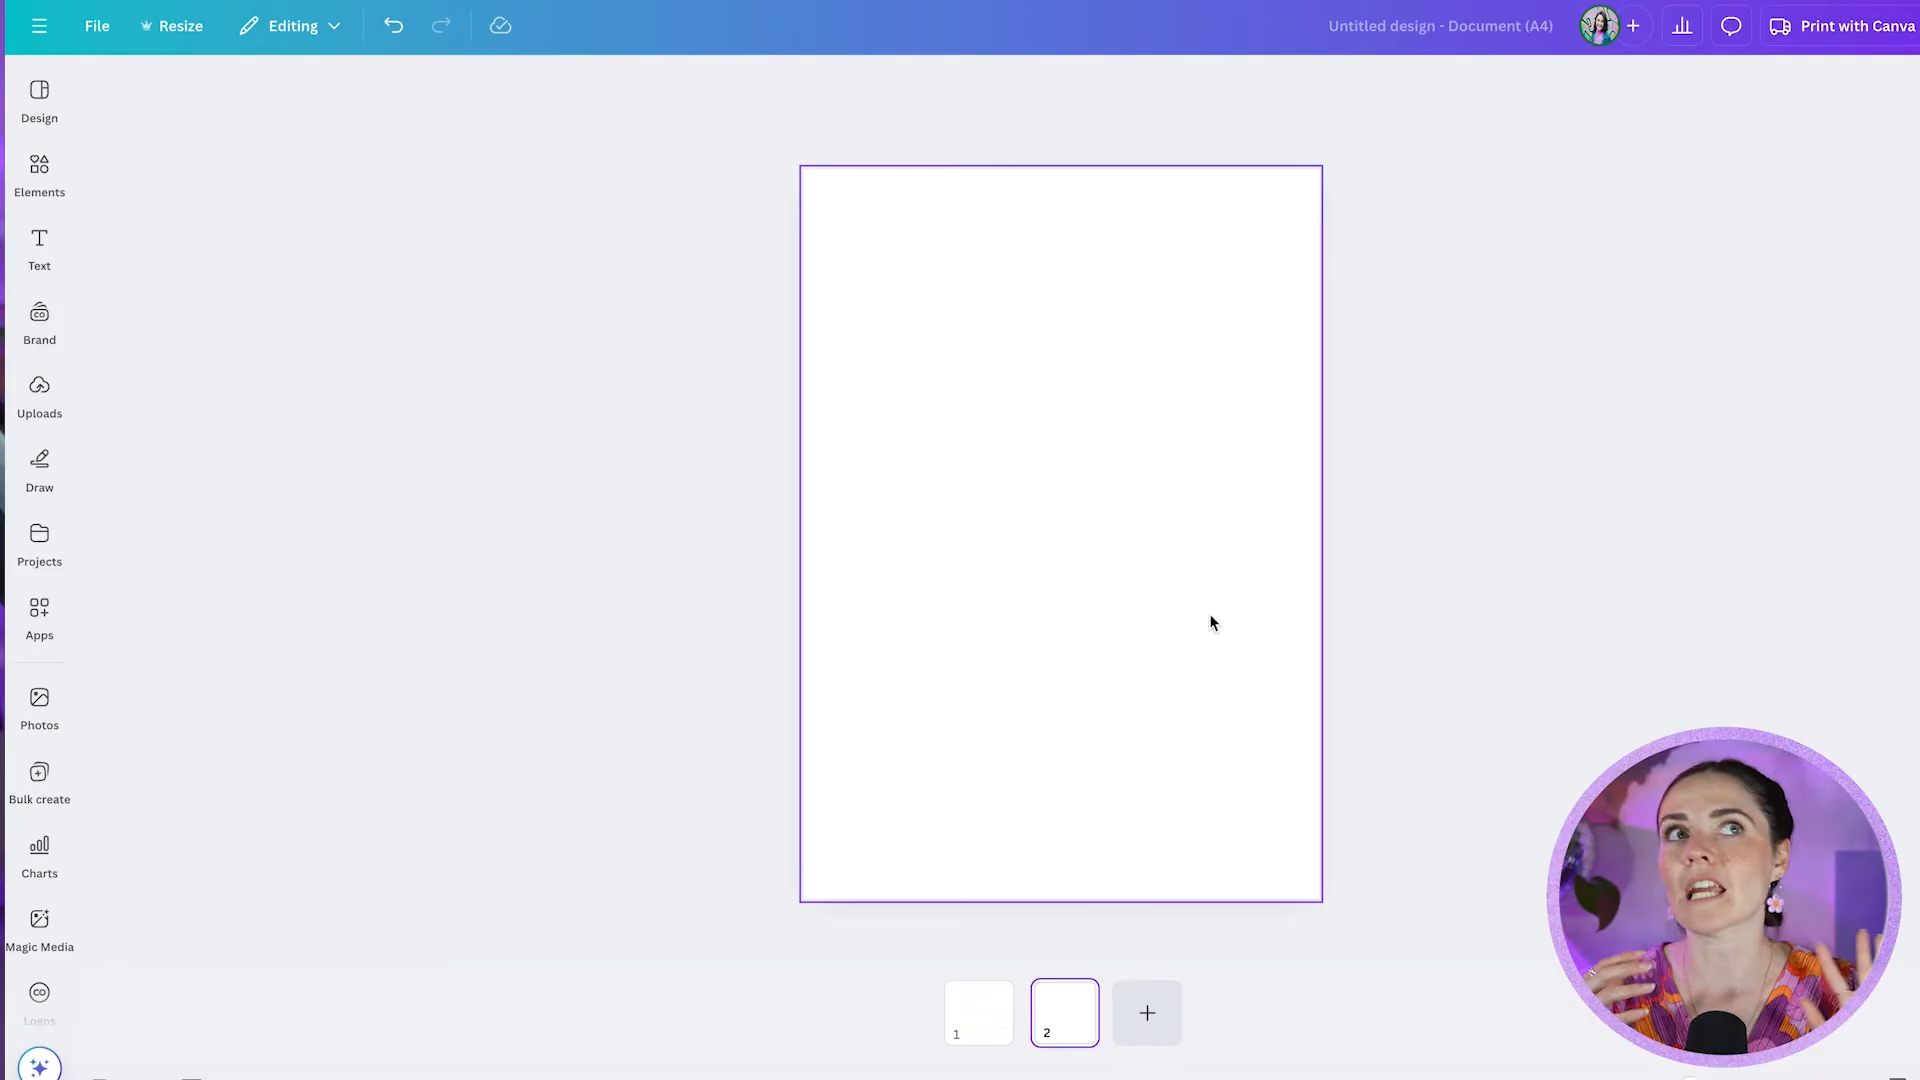 File
Resize
Editing
Untitled design - Document (A4)
Print with Canva
Design
Elements
Text
Brand
Uploads
Draw
Projects
Apps
Photos
Bulk create
Charts
Magic Media
Logos
1
2